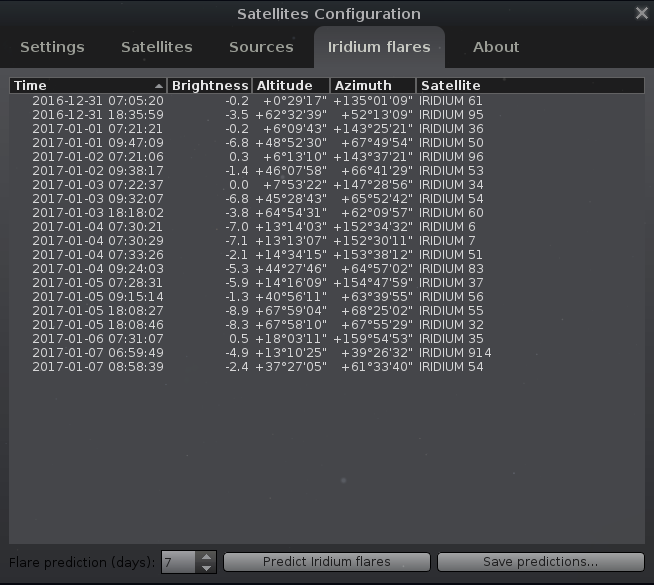 Satellites Configuration
Settings Satellites Sources Iridium flares About
Time Brightness Altitude Azimuth Satellite
2016-12-31 07:05:20 -0.2 +0°29'17" +135°01'09" IRIDIUM 61
2016-12-31 18:35:59 -3.5 +62°32'39" +52°13'09" IRIDIUM 95
2017-01-01 07:21:21 -0.2 +6°09'43" +143°25'21" IRIDIUM 36
2017-01-01 09:47:09 -6.8 +48°52'30" +67°49'54" IRIDIUM 50
2017-01-02 07:21:06 0.3 +6°13'10" +143°37'21" IRIDIUM 96
2017-01-02 09:38:17 -1.4 +46°07'58" +66°41'29" IRIDIUM 53
2017-01-03 07:22:37 0.0 +7°53'22" +147°28'56" IRIDIUM 34
2017-01-03 09:32:07 -6.8 +45°28'43" +65°52'42" IRIDIUM 54
2017-01-03 18:18:02 -3.8 +64°54'31" +62°09'57" IRIDIUM 60
2017-01-04 07:30:21 -7.0 +13°14'03" +152°34'32" IRIDIUM 6
2017-01-04 07:30:29 -7.1 +13°13'07" +152°30'11" IRIDIUM 7
2017-01-04 07:33:26 -2.1 +14°34'15" +153°38'12" IRIDIUM 51
2017-01-04 09:24:03 -5.3 +44°27'46" +64°57'02" IRIDIUM 83
2017-01-05 07:28:31 -5.9 +14°16'09" +154°47'59" IRIDIUM 37
2017-01-05 09:15:14 -1.3 +40°56'11" +63°39'55" IRIDIUM 56
2017-01-05 18:08:27 -8.9 +67°59'04" +68°25'02" IRIDIUM 55
2017-01-05 18:08:46 -8.3 +67°58'10" +67°55'29" IRIDIUM 32
2017-01-06 07:31:07 0.5 +18°03'11" +159°54'53" IRIDIUM 35
2017-01-07 06:59:49 -4.9 +13°10'25" +39°26'32" IRIDIUM 914
2017-01-07 08:58:39 -2.4 +37°27'05" +61°33'40" IRIDIUM 54
Flare prediction (days): 7 Predict Iridium flares Save predictions...